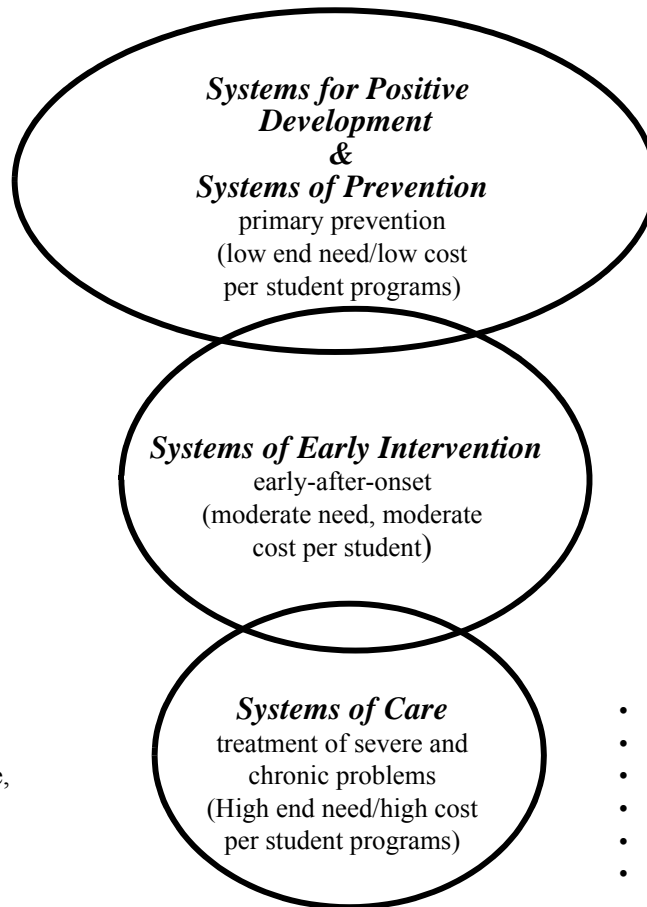 Systems for Positive
Development
&
Systems of Prevention
primary prevention
(low end need/low cost
per student programs)
Systems of Early Intervention
early-after-onset
(moderate need, moderate
cost per student)
Systems of Care
treatment of severe and
chronic problems
(High end need/high cost
per student programs)
e,
•
•
•
•
•
•